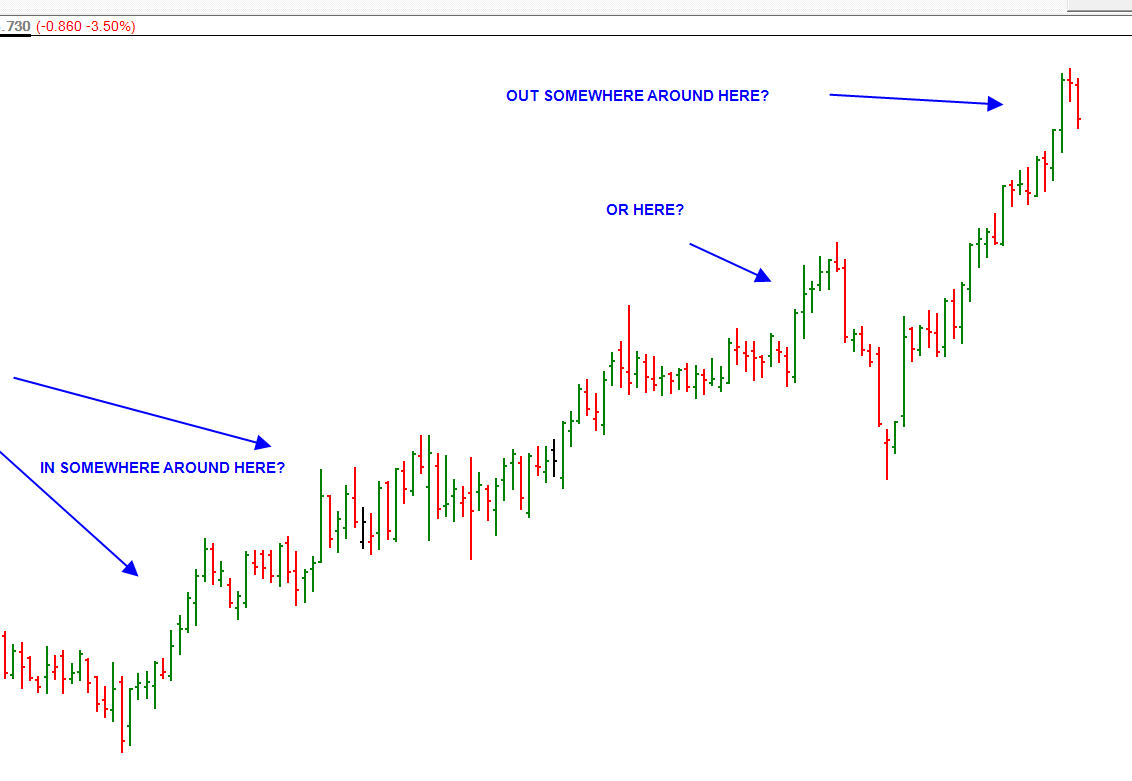 .730 (-0.860 -3.50%)
OUT SOMEWHERE AROUND HERE?
OR HERE?
IN SOMEWHERE AROUND HERE?